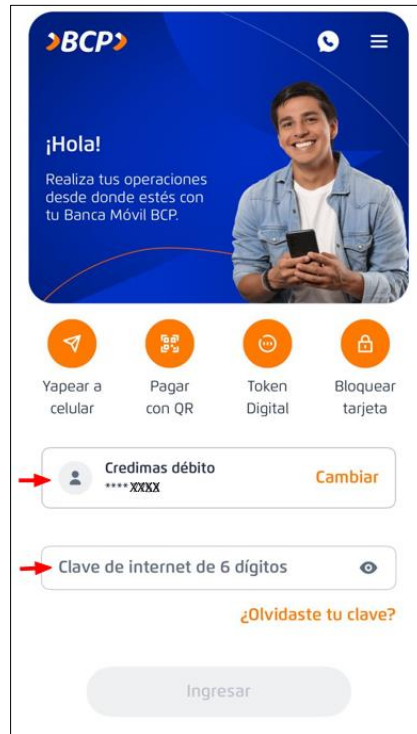 BCP
¡Hola!
Realiza tus operaciones
desde donde estés con
tu Banca Móvil BCP.
Yapear a
celular
Pagar
con QR
Token
Digital
Bloquear
tarjeta
Credimas débito
**** XXXX
Cambiar
Clave de internet de 6 dígitos
¿Olvidaste tu clave?
Ingresar